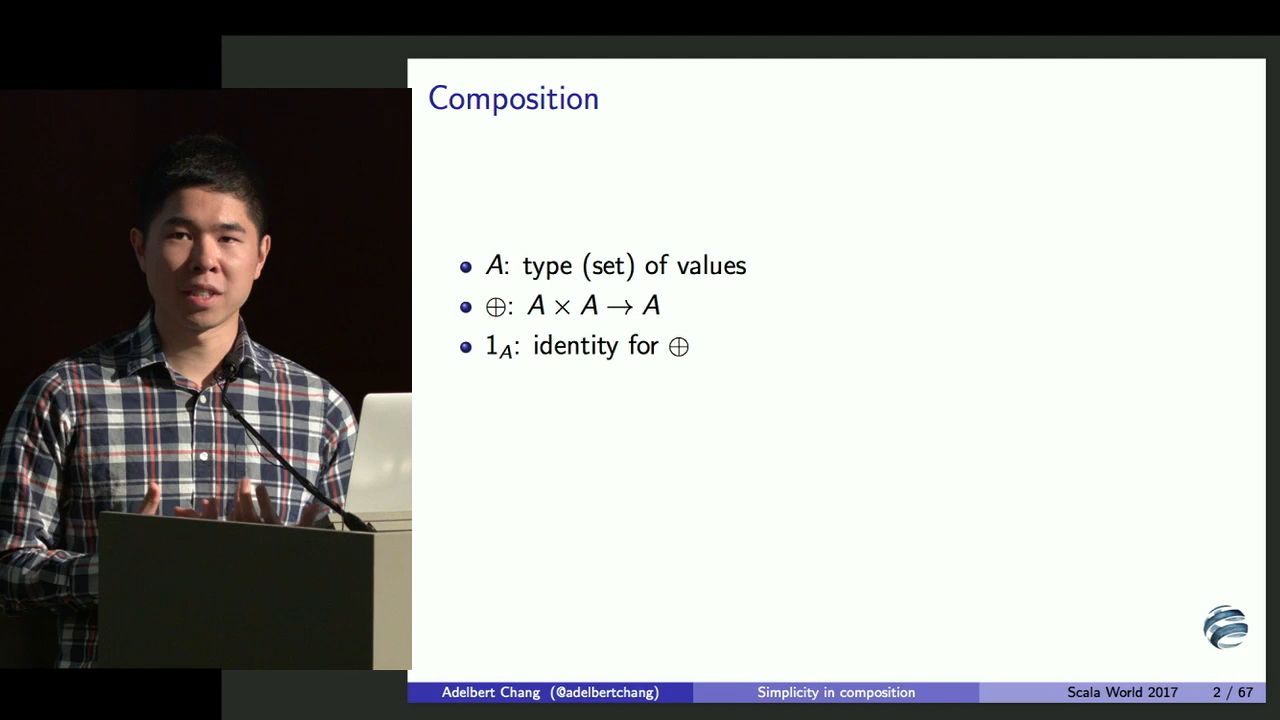 Composition
A: type (set) of values
⊕: A × A → A
1_A: identity for ⊕
Adelbert Chang (@adelbertchang) Simplicity in composition Scala World 2017 2 / 67